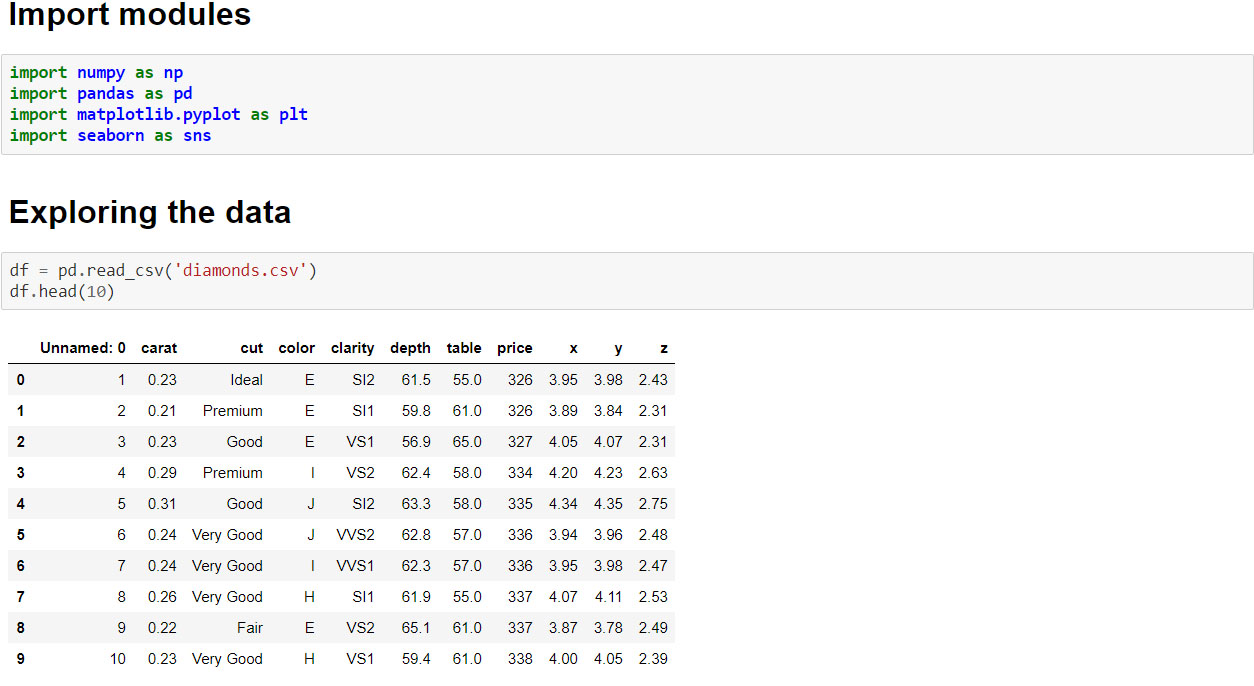 Import modules
import numpy as np
import pandas as pd
import matplotlib.pyplot as plt
import seaborn as sns
Exploring the data
df = pd.read_csv('diamonds.csv')
df.head(10)
Unnamed: 0 carat cut color clarity depth table price x y z
0 1 0.23 Ideal E SI2 61.5 55.0 326 3.95 3.98 2.43
1 2 0.21 Premium E SI1 59.8 61.0 326 3.89 3.84 2.31
2 3 0.23 Good E VS1 56.9 65.0 327 4.05 4.07 2.31
3 4 0.29 Premium I VS2 62.4 58.0 334 4.20 4.23 2.63
4 5 0.31 Good J SI2 63.3 58.0 335 4.34 4.35 2.75
5 6 0.24 Very Good J VVS2 62.8 57.0 336 3.94 3.96 2.48
6 7 0.24 Very Good I VVS1 62.3 57.0 336 3.95 3.98 2.47
7 8 0.26 Very Good H SI1 61.9 55.0 337 4.07 4.11 2.53
8 9 0.22 Fair E VS2 65.1 61.0 337 3.87 3.78 2.49
9 10 0.23 Very Good H VS1 59.4 61.0 338 4.00 4.05 2.39